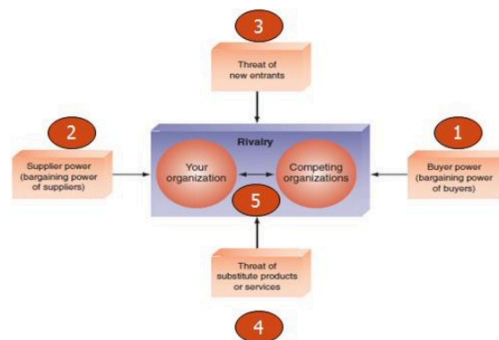 3
Threat of
new entrants
2
1
Rivalry
Supplier power
(bargaining power
of suppliers)
Your
organization
Competing
organizations
Buyer power
(bargaining power
of buyers)
5
Threat of
substitute products
or services
4